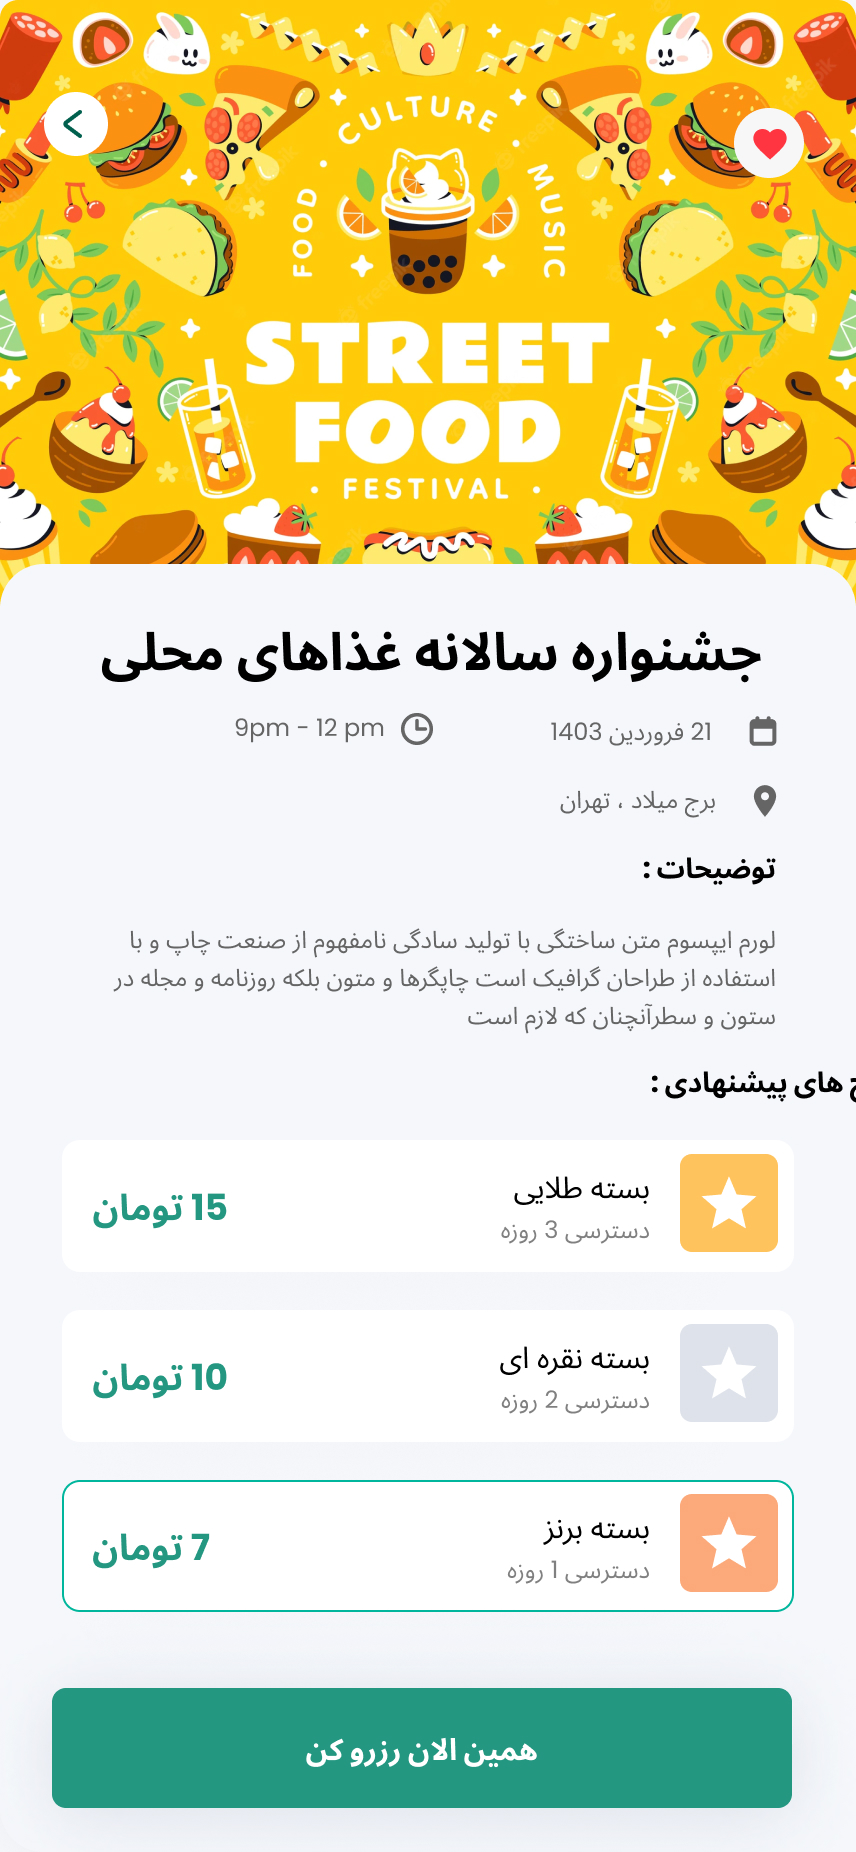 CULTURE
FOOD
MUSIC
STREET
FOOD
FESTIVAL
جشنواره سالانه غذاهای محلی
21 فروردین 1403
9pm - 12 pm
برج میلاد ، تهران
توضیحات :
لورم ایپسوم متن ساختگی با تولید سادگی نامفهوم از صنعت چاپ و با
استفاده از طراحان گرافیک است چاپگرها و متون بلکه روزنامه و مجله در
ستون و سطرآنچنان که لازم است
های پیشنهادی :
بسته طلایی
15 تومان
دسترسی 3 روزه
بسته نقره ای
10 تومان
دسترسی 2 روزه
بسته برنز
7 تومان
دسترسی 1 روزه
همین الان رزرو کن